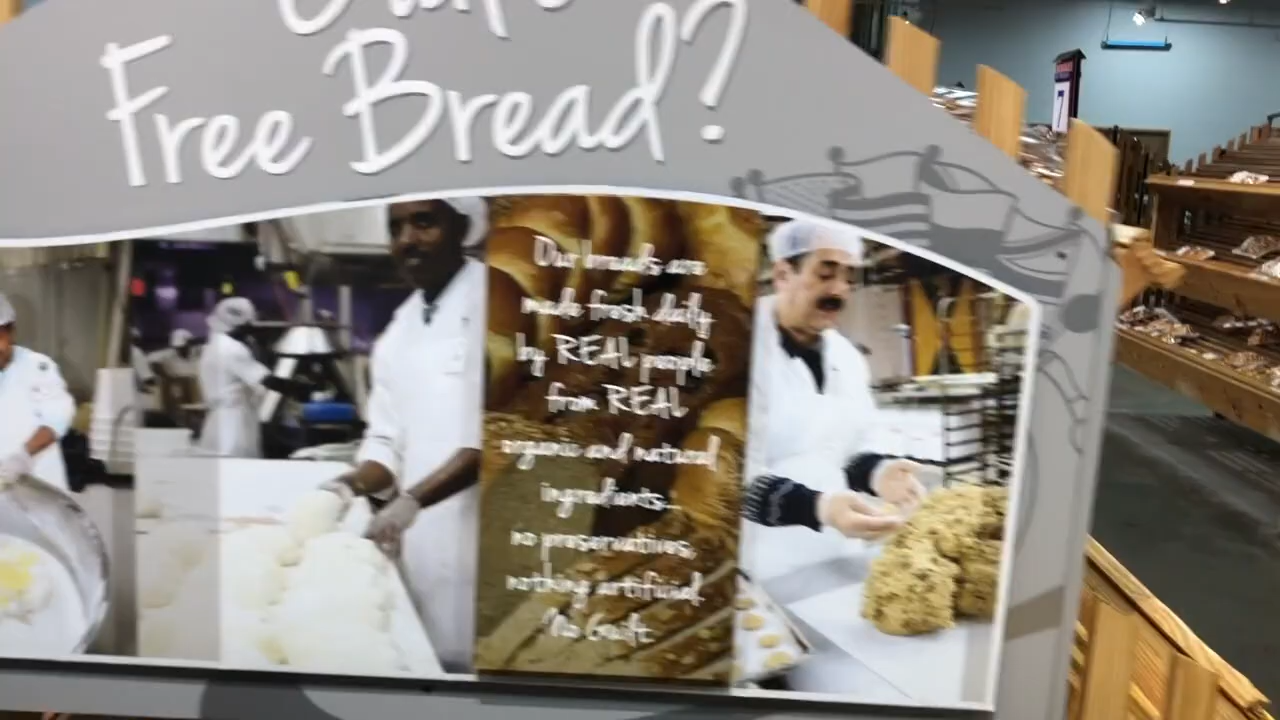 Free Bread?
Our breads are
made fresh daily
by REAL people
from REAL
organic and natural
ingredients...
no preservatives,
nothing artificial.
No Guilt.
7